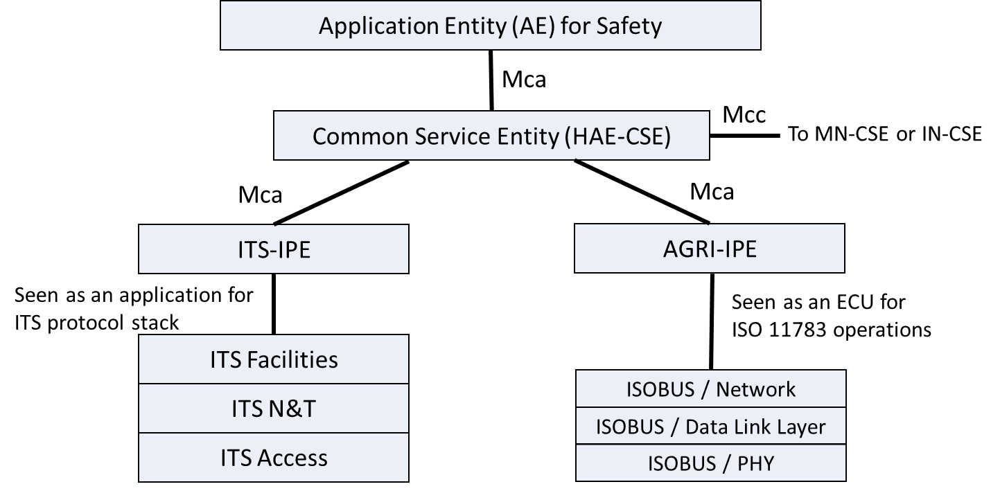 Application Entity (AE) for Safety
Mca
Common Service Entity (HAE-CSE)
Mcc
To MN-CSE or IN-CSE
Mca
Mca
ITS-IPE
AGRI-IPE
Seen as an application for
ITS protocol stack
Seen as an ECU for
ISO 11783 operations
ITS Facilities
ITS N&T
ITS Access
ISOBUS / Network
ISOBUS / Data Link Layer
ISOBUS / PHY